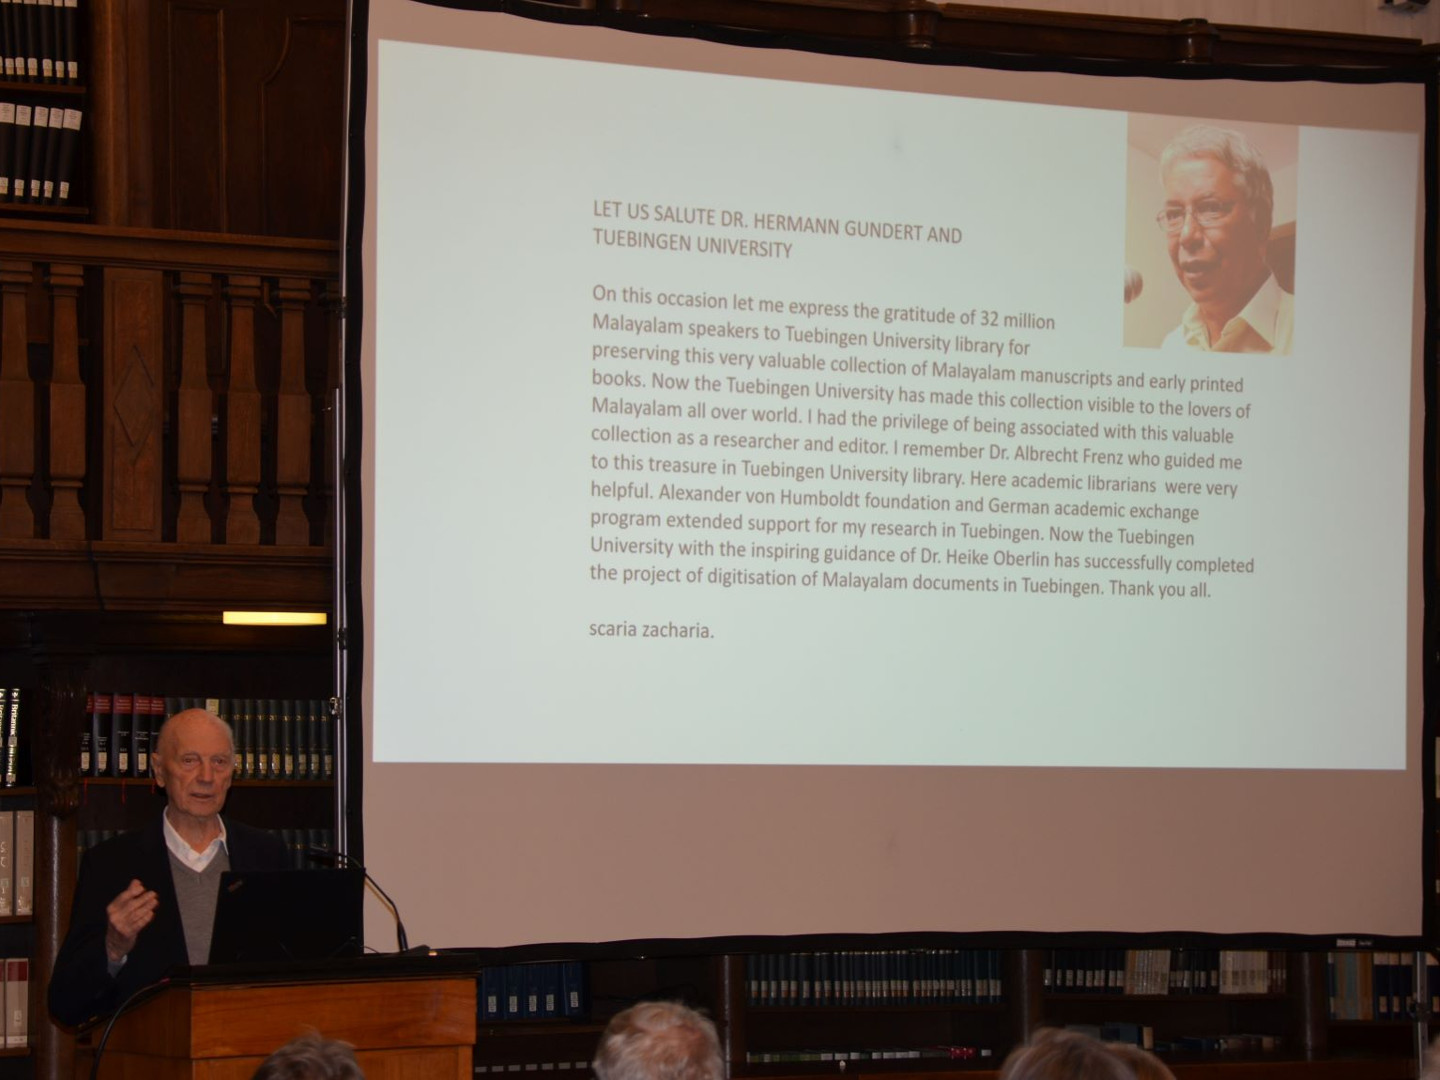 LET US SALUTE DR. HERMANN GUNDERT AND
TUEBINGEN UNIVERSITY
On this occasion let me express the gratitude of 32 million
Malayalam speakers to Tuebingen University library for
preserving this very valuable collection of Malayalam manuscripts and early printed
books. Now the Tuebingen University has made this collection visible to the lovers of
Malayalam all over world. I had the privilege of being associated with this valuable
collection as a researcher and editor. I remember Dr. Albrecht Frenz who guided me
to this treasure in Tuebingen University library. Here academic librarians were very
helpful. Alexander von Humboldt foundation and German academic exchange
program extended support for my research in Tuebingen. Now the Tuebingen
University with the inspiring guidance of Dr. Heike Oberlin has successfully completed
the project of digitisation of Malayalam documents in Tuebingen. Thank you all.
scaria zacharia.